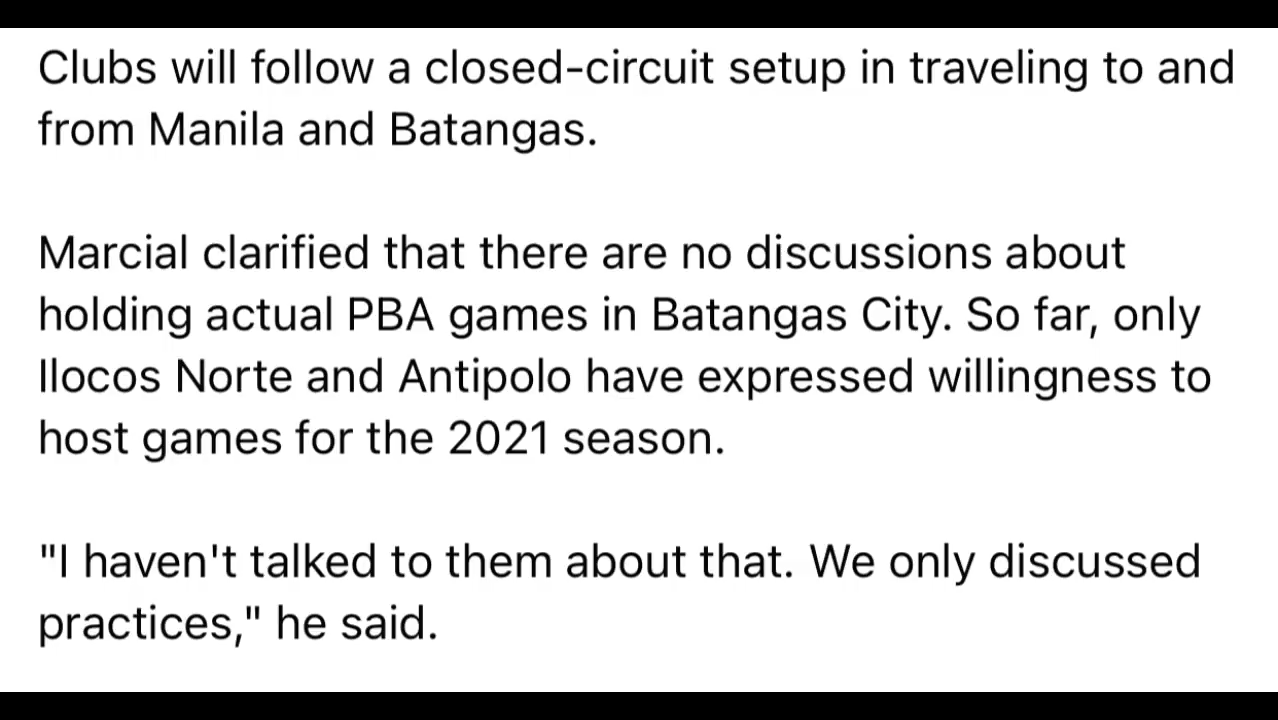 Clubs will follow a closed-circuit setup in traveling to and
from Manila and Batangas.
Marcial clarified that there are no discussions about
holding actual PBA games in Batangas City. So far, only
Ilocos Norte and Antipolo have expressed willingness to
host games for the 2021 season.
"I haven't talked to them about that. We only discussed
practices," he said.